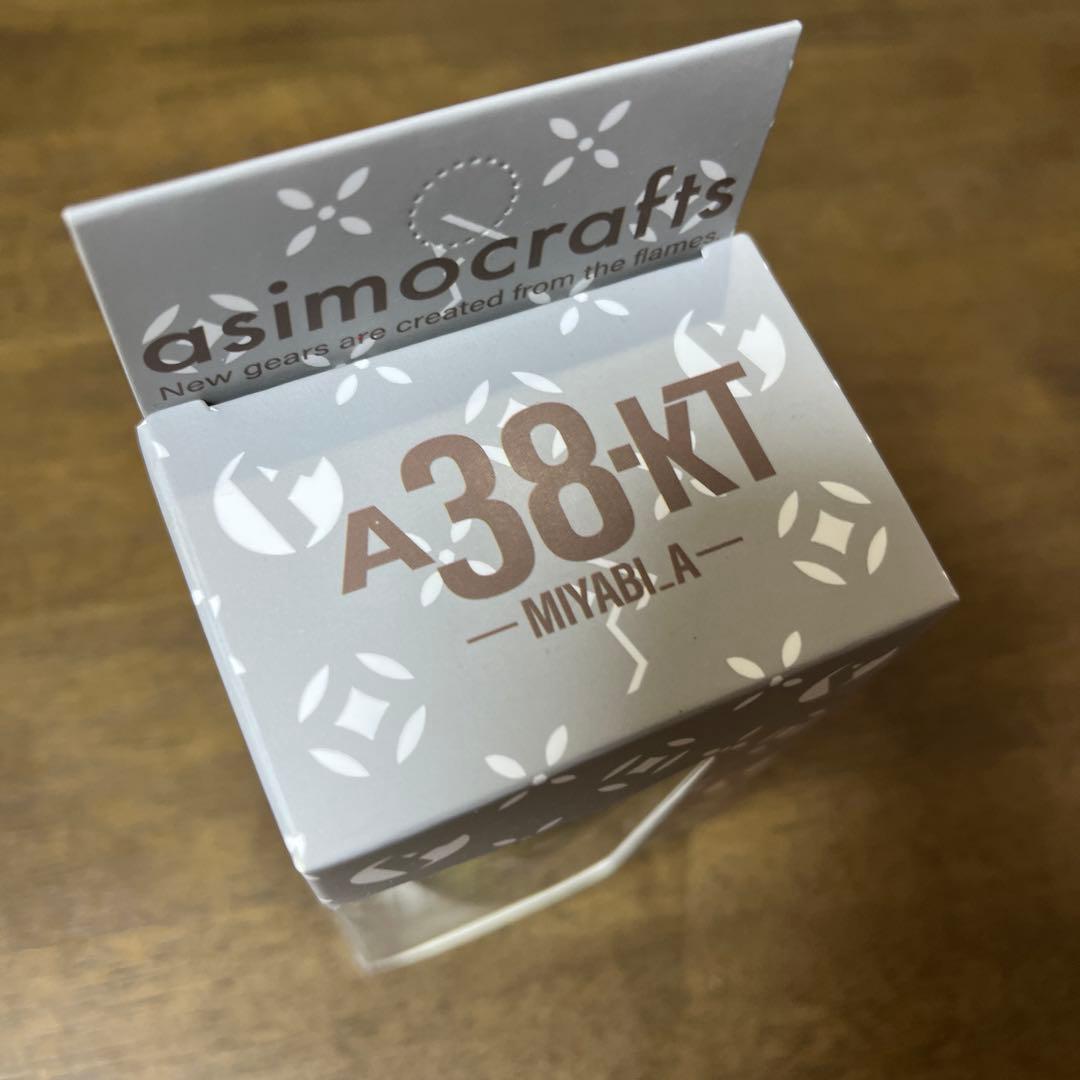 asimocrafts
New gears are created from the flames.
A38-KT
MIYABI_A